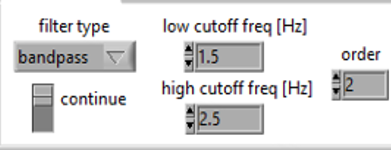 filter type
bandpass
continue
low cutoff freq [Hz]
1.5
high cutoff freq [Hz]
2.5
order
2